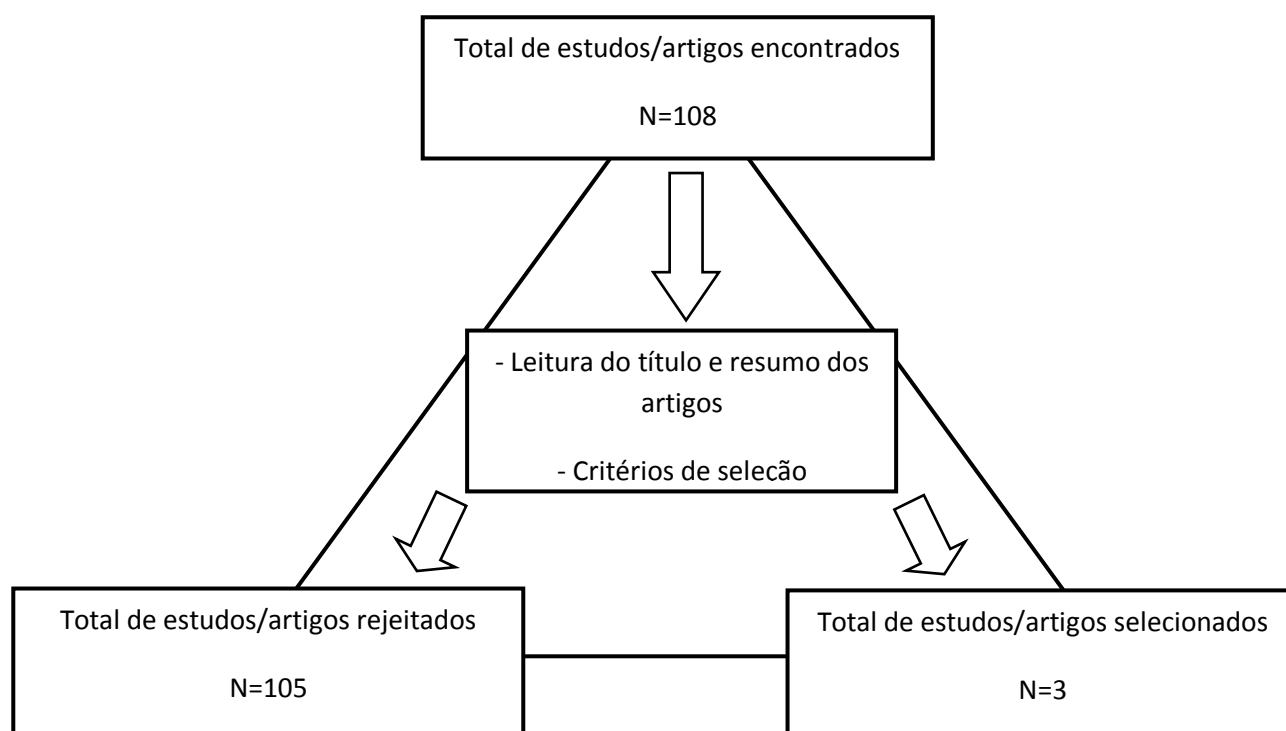 Total de estudos/artigos encontrados
N=108
- Leitura do título e resumo dos
artigos
- Critérios de selecão
Total de estudos/artigos rejeitados
N=105
Total de estudos/artigos selecionados
N=3